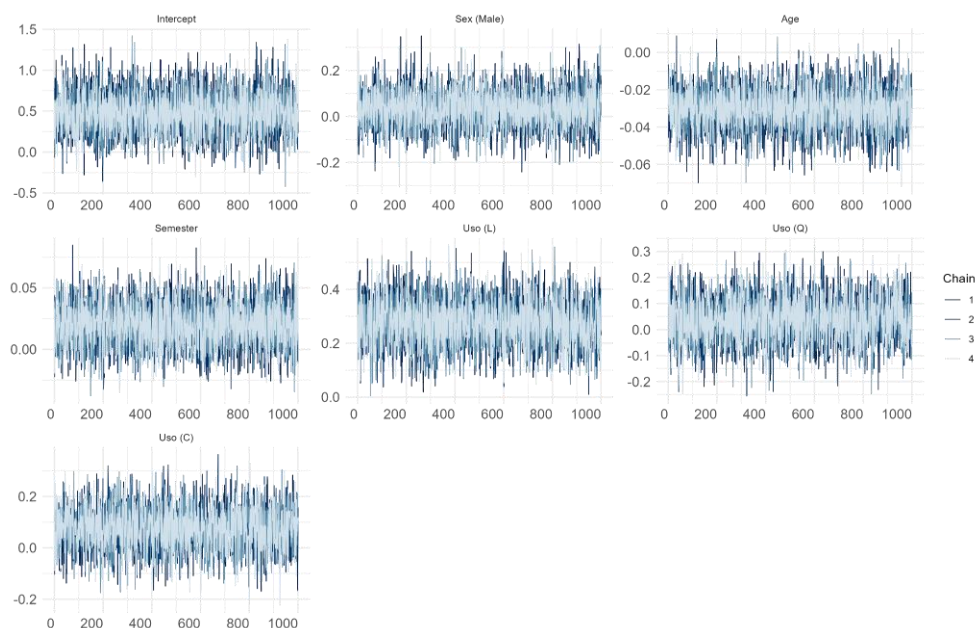 Intercept
Sex (Male)
Age
1.5
1.0
0.5
0.0
-0.5
0.2
0.0
-0.2
0.00
-0.02
-0.04
-0.06
0 200 400 600 800 1000
0 200 400 600 800 1000
0 200 400 600 800 1000
Semester
Uso (L)
Uso (Q)
0.05
0.00
0.4
0.2
0.0
0.3
0.2
0.1
0.0
-0.1
-0.2
0 200 400 600 800 1000
0 200 400 600 800 1000
0 200 400 600 800 1000
Chain
1
2
3
4
Uso (C)
0.2
0.0
-0.2
0 200 400 600 800 1000